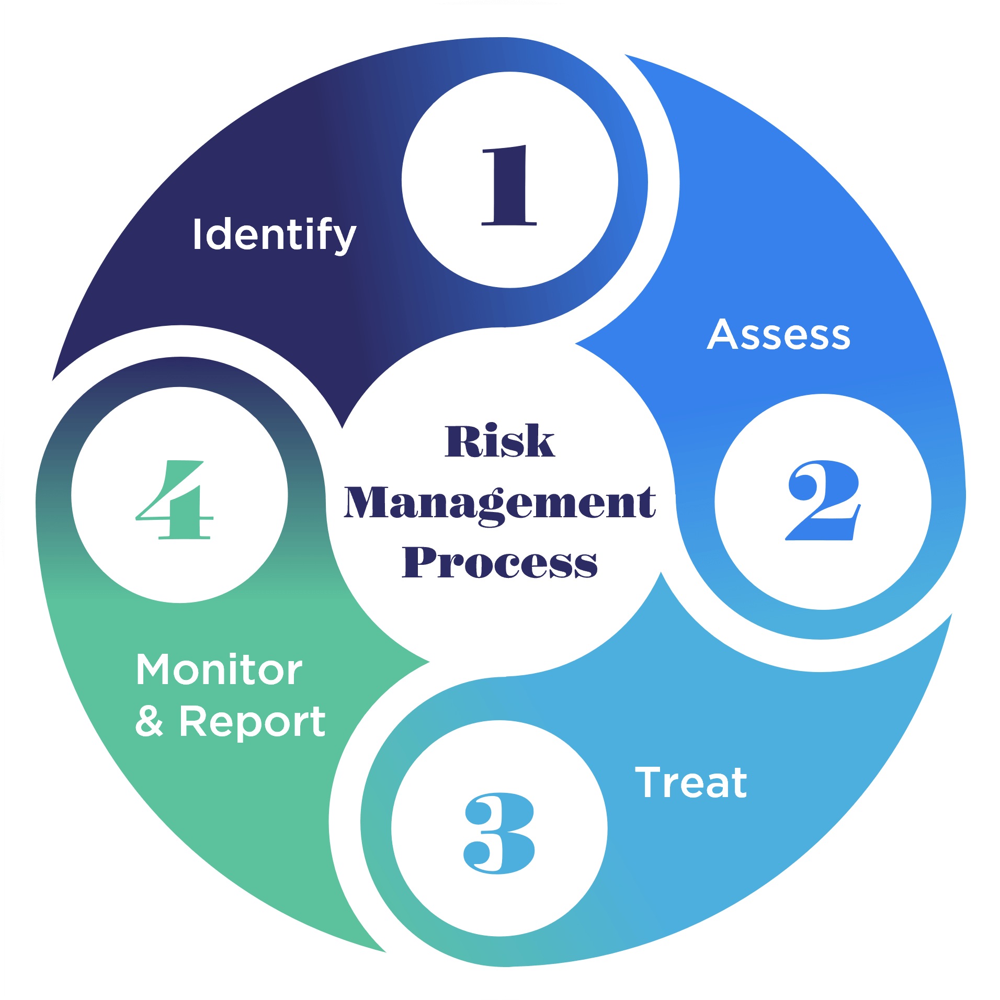 1
Identify
Assess
2
Risk
Management
Process
4
Monitor
& Report
Treat
3